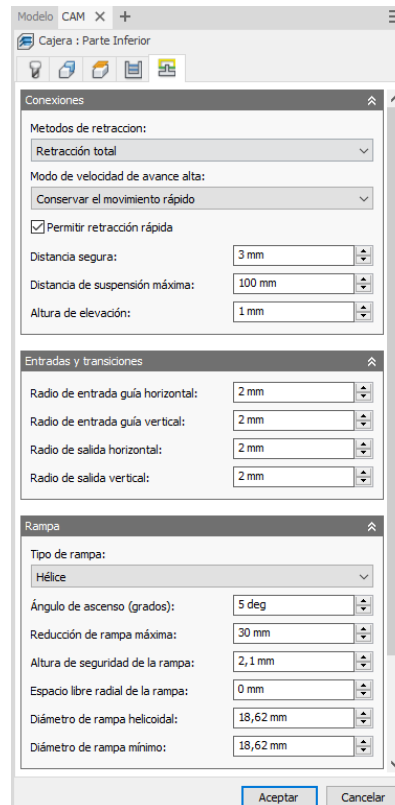 Modelo CAM
Cajera : Parte Inferior
Conexiones
Metodos de retraccion:
Retracción total
Modo de velocidad de avance alta:
Conservar el movimiento rápido
Permitir retracción rápida
Distancia segura: 3 mm
Distancia de suspensión máxima: 100 mm
Altura de elevación: 1 mm
Entradas y transiciones
Radio de entrada guía horizontal: 2 mm
Radio de entrada guía vertical: 2 mm
Radio de salida horizontal: 2 mm
Radio de salida vertical: 2 mm
Rampa
Tipo de rampa:
Hélice
Ángulo de ascenso (grados): 5 deg
Reducción de rampa máxima: 30 mm
Altura de seguridad de la rampa: 2,1 mm
Espacio libre radial de la rampa: 0 mm
Diámetro de rampa helicoidal: 18,62 mm
Diámetro de rampa mínimo: 18,62 mm
Aceptar Cancelar